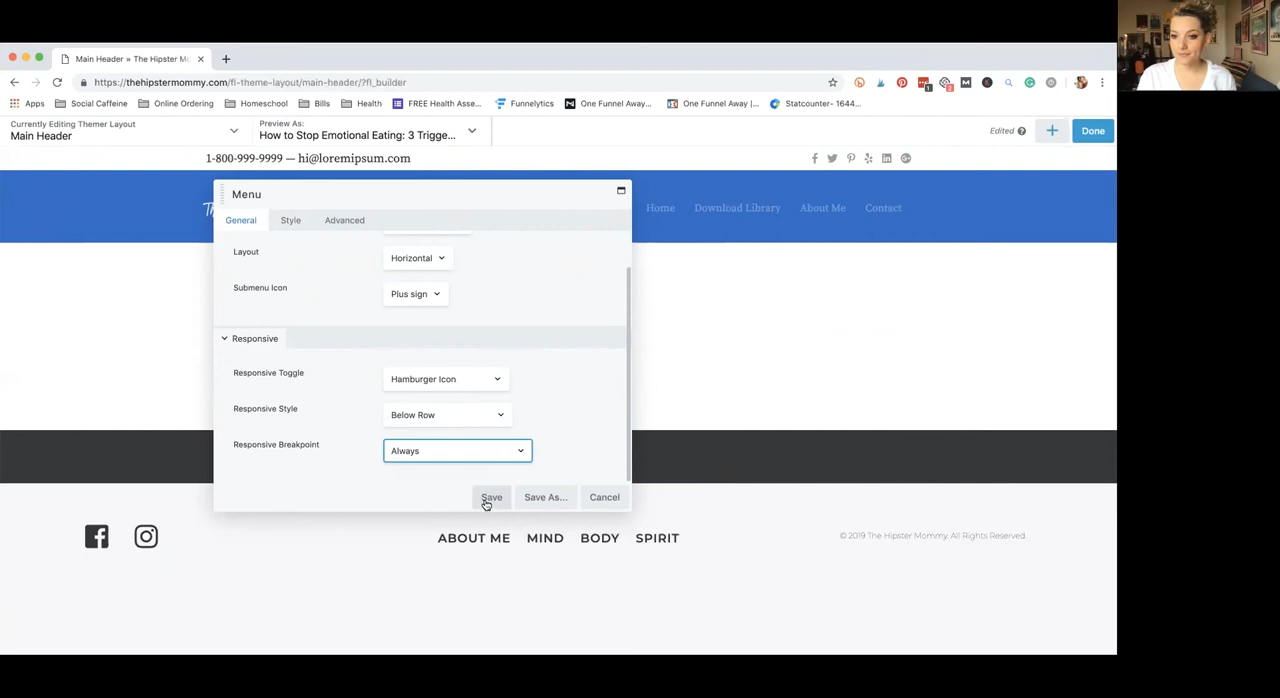 Main Header » The Hipster Mo
https://thehipstermommy.com/fl-theme-layout/main-header/?fl_builder
Apps Social Caffeine Online Ordering Homeschool Bills Health FREE Health Asse... Funnelytics One Funnel Away... One Funnel Away |... Statcounter- 1644...
Currently Editing Themer Layout
Main Header
Preview As:
How to Stop Emotional Eating: 3 Trigge...
Edited
Done
1-800-999-9999 — hi@loremipsum.com
Home Download Library About Me Contact
Menu
General Style Advanced
Layout Horizontal
Submenu Icon Plus sign
Responsive
Responsive Toggle Hamburger Icon
Responsive Style Below Row
Responsive Breakpoint Always
Save Save As... Cancel
ABOUT ME MIND BODY SPIRIT
© 2019 The Hipster Mommy. All Rights Reserved.